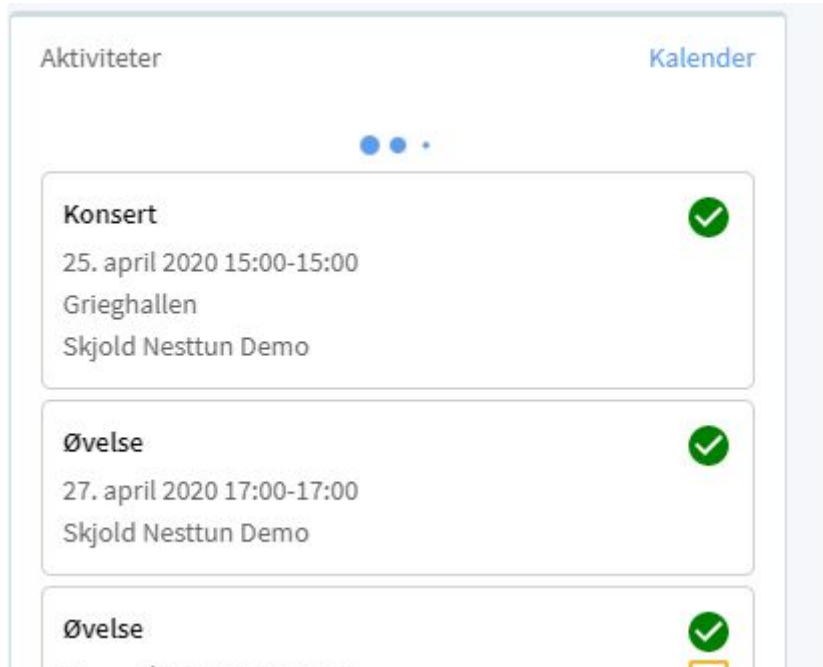 Aktiviteter
Kalender
Konsert
25. april 2020 15:00-15:00
Grieghallen
Skjold Nesttun Demo
Øvelse
27. april 2020 17:00-17:00
Skjold Nesttun Demo
Øvelse